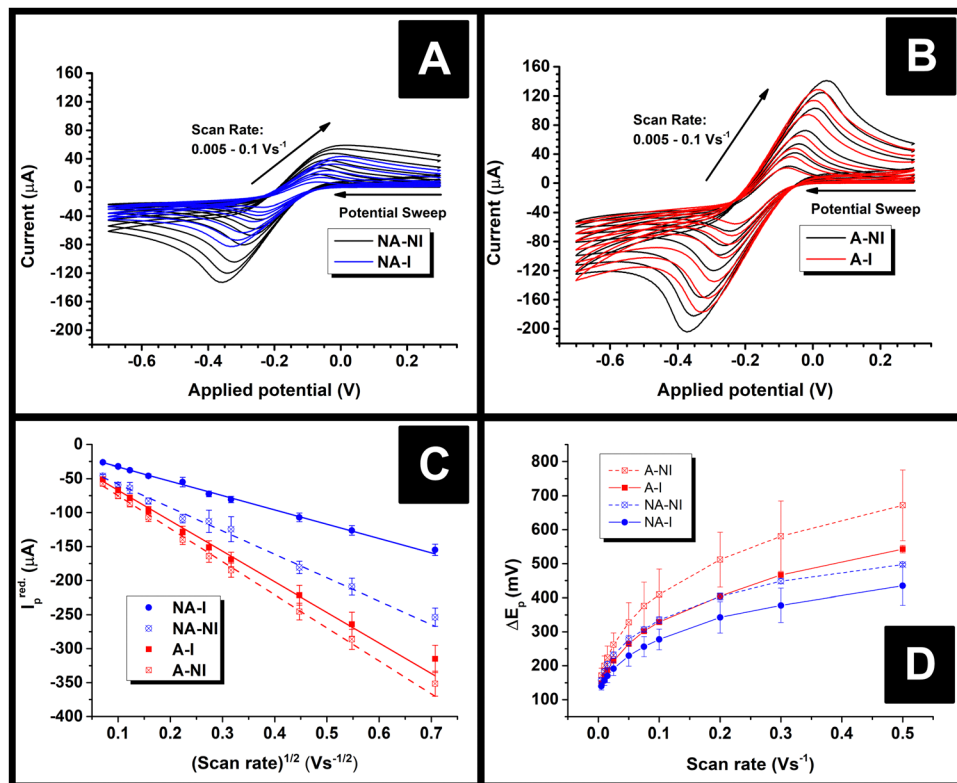 A
160
120
80
40
0
-40
-80
-120
-160
-200
Current (μA)
Scan Rate:
0.005 - 0.1 Vs-1
Potential Sweep
NA-NI
NA-I
-0.6 -0.4 -0.2 0.0 0.2
Applied potential (V)
B
160
120
80
40
0
-40
-80
-120
-160
-200
Current (μA)
Scan Rate:
0.005 - 0.1 Vs-1
Potential Sweep
A-NI
A-I
-0.6 -0.4 -0.2 0.0 0.2
Applied potential (V)
C
0
-50
-100
-150
-200
-250
-300
-350
-400
Ip red. (μA)
NA-I
NA-NI
A-I
A-NI
0.1 0.2 0.3 0.4 0.5 0.6 0.7
(Scan rate)1/2 (Vs-1/2)
D
800
700
600
500
400
300
200
100
ΔEp (mV)
A-NI
A-I
NA-NI
NA-I
0.0 0.1 0.2 0.3 0.4 0.5
Scan rate (Vs-1)